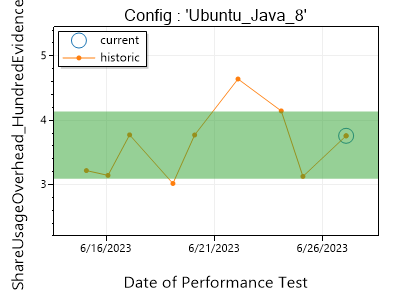 Config : 'Ubuntu_Java_8'
current
historic
ShareUsageOverhead_HundredEvidence
5
4
3
6/16/2023
6/21/2023
6/26/2023
Date of Performance Test